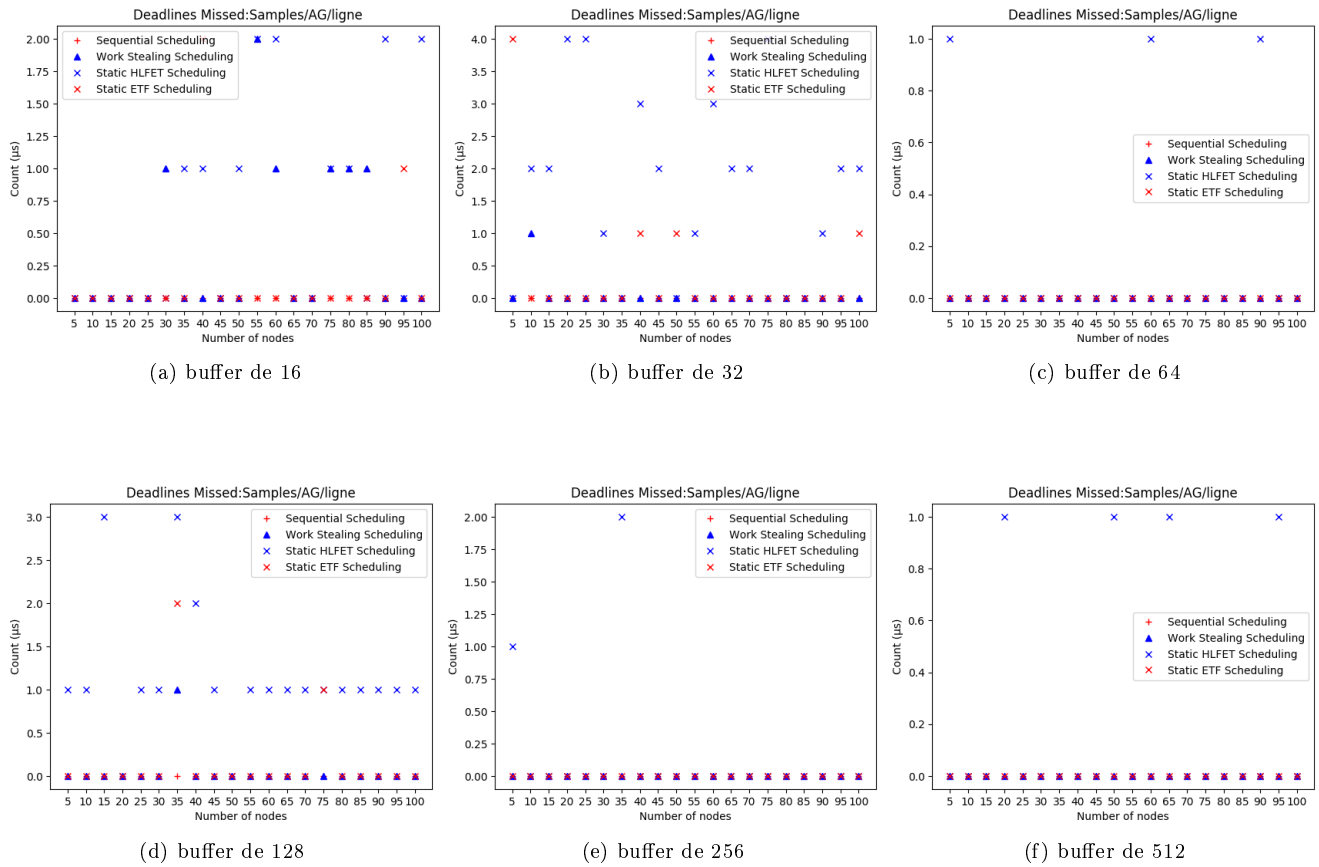 Deadlines Missed:Samples/AG/ligne
2.00
1.75
1.50
1.25
1.00
0.75
0.50
0.25
0.00
Count (µs)
Sequential Scheduling
Work Stealing Scheduling
Static HLFET Scheduling
Static ETF Scheduling
5 10 15 20 25 30 35 40 45 50 55 60 65 70 75 80 85 90 95 100
Number of nodes
(a) buffer de 16
Deadlines Missed:Samples/AG/ligne
4.0
3.5
3.0
2.5
2.0
1.5
1.0
0.5
0.0
Count (µs)
Sequential Scheduling
Work Stealing Scheduling
Static HLFET Scheduling
Static ETF Scheduling
5 10 15 20 25 30 35 40 45 50 55 60 65 70 75 80 85 90 95 100
Number of nodes
(b) buffer de 32
Deadlines Missed:Samples/AG/ligne
1.0
0.8
0.6
0.4
0.2
0.0
Count (µs)
Sequential Scheduling
Work Stealing Scheduling
Static HLFET Scheduling
Static ETF Scheduling
5 10 15 20 25 30 35 40 45 50 55 60 65 70 75 80 85 90 95 100
Number of nodes
(c) buffer de 64
Deadlines Missed:Samples/AG/ligne
3.0
2.5
2.0
1.5
1.0
0.5
0.0
Count (µs)
Sequential Scheduling
Work Stealing Scheduling
Static HLFET Scheduling
Static ETF Scheduling
5 10 15 20 25 30 35 40 45 50 55 60 65 70 75 80 85 90 95 100
Number of nodes
(d) buffer de 128
Deadlines Missed:Samples/AG/ligne
2.00
1.75
1.50
1.25
1.00
0.75
0.50
0.25
0.00
Count (µs)
Sequential Scheduling
Work Stealing Scheduling
Static HLFET Scheduling
Static ETF Scheduling
5 10 15 20 25 30 35 40 45 50 55 60 65 70 75 80 85 90 95 100
Number of nodes
(e) buffer de 256
Deadlines Missed:Samples/AG/ligne
1.0
0.8
0.6
0.4
0.2
0.0
Count (µs)
Sequential Scheduling
Work Stealing Scheduling
Static HLFET Scheduling
Static ETF Scheduling
5 10 15 20 25 30 35 40 45 50 55 60 65 70 75 80 85 90 95 100
Number of nodes
(f) buffer de 512